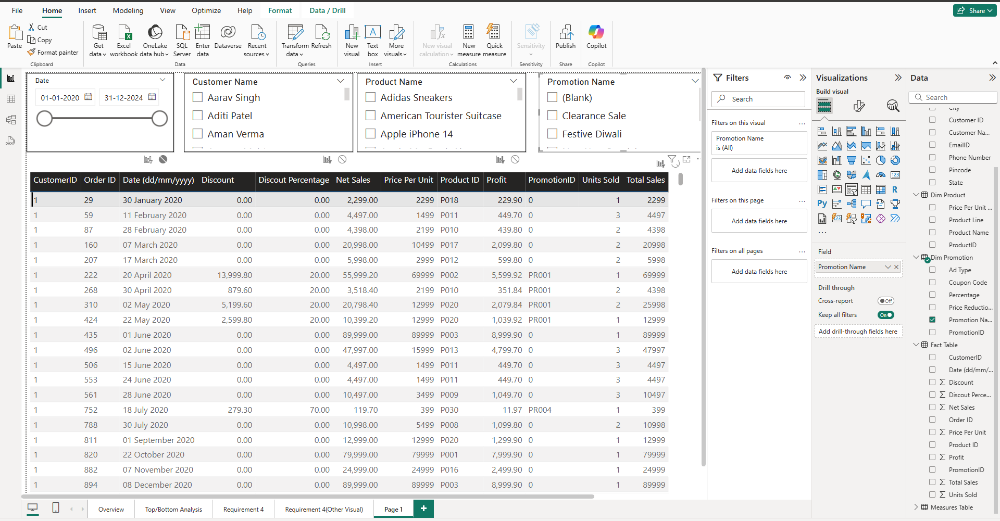 File Home Insert Modeling View Optimize Help Format Data / Drill Share
Paste Cut Copy Format painter
Clipboard
Get data Excel workbook OneLake data hub SQL Server Enter data Dataverse Recent sources
Data
Transform data Refresh
Queries
New visual Text box More visuals
Insert
New visual calculation New measure Quick measure
Calculations
Sensitivity
Sensitivity
Publish
Share
Copilot
Copilot
Date
01-01-2020 31-12-2024
Customer Name
Aarav Singh
Aditi Patel
Aman Verma
Product Name
Adidas Sneakers
American Tourister Suitcase
Apple iPhone 14
Promotion Name
(Blank)
Clearance Sale
Festive Diwali
CustomerID Order ID Date (dd/mm/yyyy) Discount Discout Percentage Net Sales Price Per Unit Product ID Profit PromotionID Units Sold Total Sales
1 29 30 January 2020 0.00 0.00 2,299.00 2299 P018 229.90 0 1 2299
1 59 11 February 2020 0.00 0.00 4,497.00 1499 P011 449.70 0 3 4497
1 87 28 February 2020 0.00 0.00 4,398.00 2199 P010 439.80 0 2 4398
1 160 07 March 2020 0.00 0.00 20,998.00 10499 P017 2,099.80 0 2 20998
1 207 17 March 2020 0.00 0.00 5,998.00 2999 P012 599.80 0 2 5998
1 222 20 April 2020 13,999.80 20.00 55,999.20 69999 P002 5,599.92 PR001 1 69999
1 268 30 April 2020 879.60 20.00 3,518.40 2199 P010 351.84 PR001 2 4398
1 310 02 May 2020 5,199.60 20.00 20,798.40 12999 P020 2,079.84 PR001 2 25998
1 424 22 May 2020 2,599.80 20.00 10,399.20 12999 P020 1,039.92 PR001 1 12999
1 435 01 June 2020 0.00 0.00 89,999.00 89999 P003 8,999.90 0 1 89999
1 496 02 June 2020 0.00 0.00 47,997.00 15999 P013 4,799.70 0 3 47997
1 506 15 June 2020 0.00 0.00 4,497.00 1499 P011 449.70 0 3 4497
1 553 24 June 2020 0.00 0.00 4,497.00 1499 P011 449.70 0 3 4497
1 561 28 June 2020 0.00 0.00 10,497.00 3499 P009 1,049.70 0 3 10497
1 752 18 July 2020 279.30 70.00 119.70 399 P030 11.97 PR004 1 399
1 788 30 July 2020 0.00 0.00 10,998.00 5499 P008 1,099.80 0 2 10998
1 811 01 September 2020 0.00 0.00 12,999.00 12999 P020 1,299.90 0 1 12999
1 820 22 October 2020 0.00 0.00 79,999.00 79999 P001 7,999.90 0 1 79999
1 882 07 November 2020 0.00 0.00 24,999.00 24999 P016 2,499.90 0 1 24999
1 894 08 December 2020 0.00 0.00 89,999.00 89999 P003 8,999.90 0 1 89999
Overview Top/Bottom Analysis Requirement 4 Requirement 4(Other Visual) Page 1 +
Filters
Search
Filters on this visual ...
Promotion Name
is (All)
Add data fields here
Filters on this page ...
Add data fields here
Filters on all pages ...
Add data fields here
Visualizations
Build visual
R
Py
123
...
Field
Promotion Name
Drill through
Cross-report Off
Keep all filters On
Add drill-through fields here
Data
Search
City
Customer ID
Customer Na...
EmailID
Phone Number
Pincode
State
Dim Product
Price Per Unit ...
Product Line
Product Name
ProductID
Dim Promotion
Ad Type
Coupon Code
Percentage
Price Reductio...
Promotion Na...
PromotionID
Fact Table
CustomerID
Date (dd/mm/...
Σ Discount
Σ Discout Perce...
Σ Net Sales
Order ID
Σ Price Per Unit
Product ID
Σ Profit
PromotionID
Σ Total Sales
Σ Units Sold
Measures Table